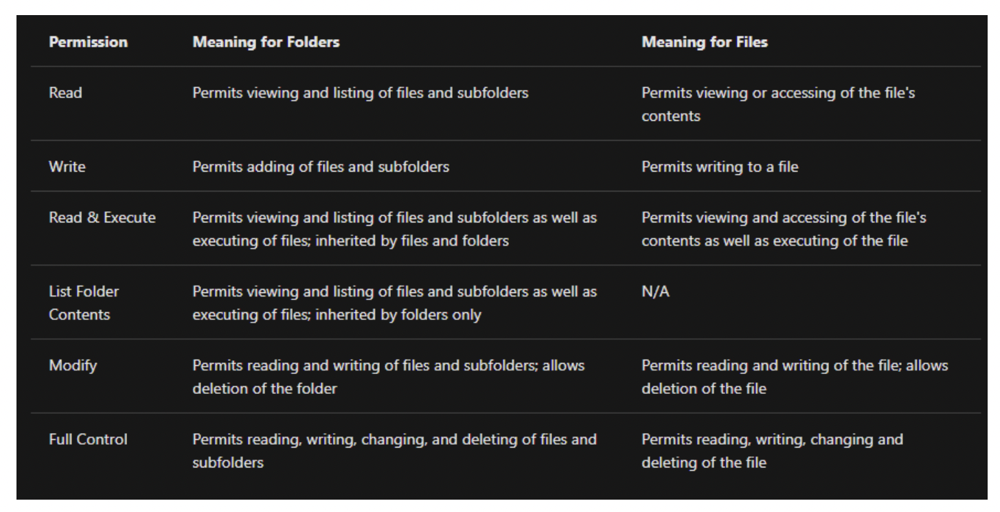 Permission Meaning for Folders Meaning for Files
Read Permits viewing and listing of files and subfolders Permits viewing or accessing of the file's
contents
Write Permits adding of files and subfolders Permits writing to a file
Read & Execute Permits viewing and listing of files and subfolders as well as Permits viewing and accessing of the file's
executing of files; inherited by files and folders contents as well as executing of the file
List Folder Permits viewing and listing of files and subfolders as well as N/A
Contents executing of files; inherited by folders only
Modify Permits reading and writing of files and subfolders; allows Permits reading and writing of the file; allows
deletion of the folder deletion of the file
Full Control Permits reading, writing, changing, and deleting of files and Permits reading, writing, changing and
subfolders deleting of the file